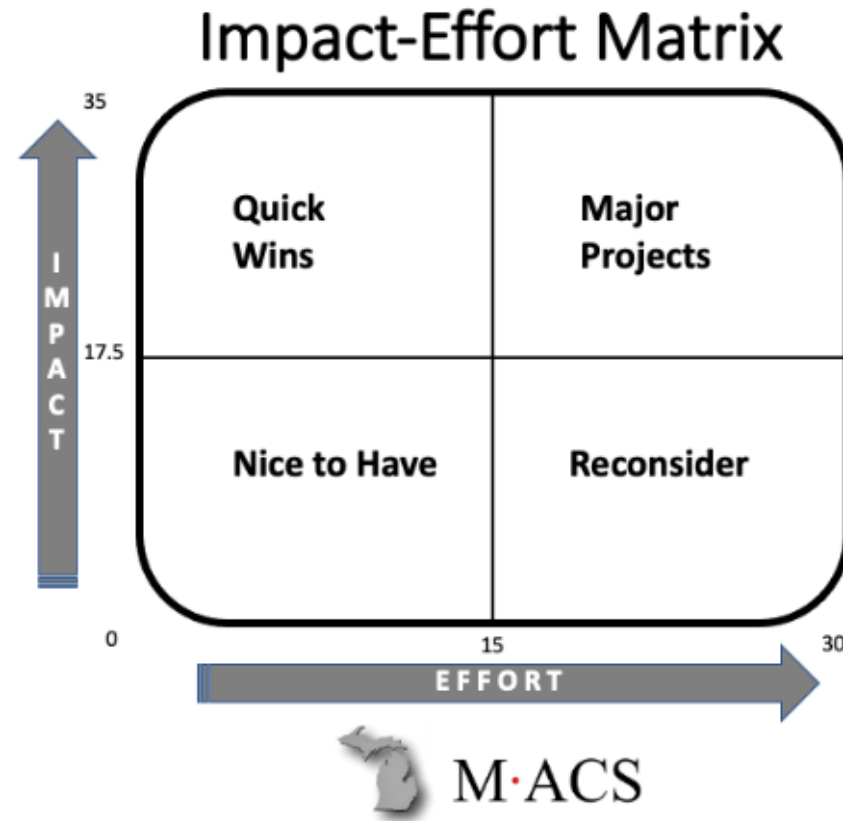 Impact-Effort Matrix
35
Quick
Wins
Major
Projects
IMPACT
17.5
Nice to Have
Reconsider
0
15
30
EFFORT
M·ACS